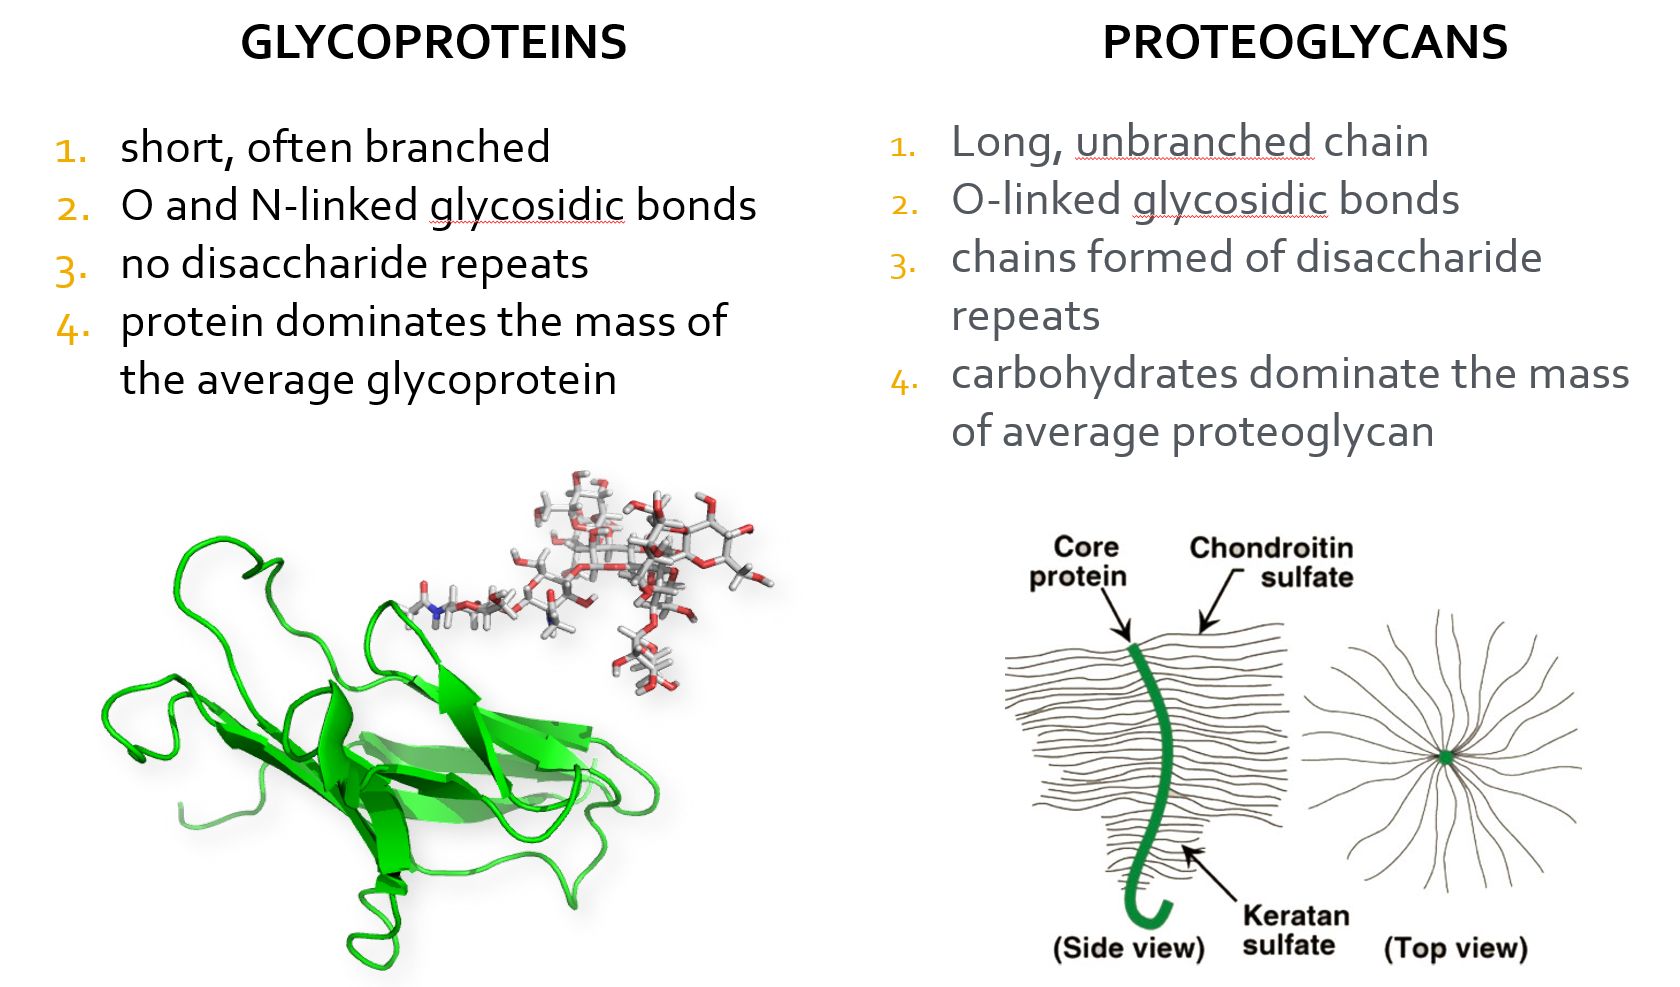 GLYCOPROTEINS
1. short, often branched
2. O and N-linked glycosidic bonds
3. no disaccharide repeats
4. protein dominates the mass of
the average glycoprotein
PROTEOGLYCANS
1. Long, unbranched chain
2. O-linked glycosidic bonds
3. chains formed of disaccharide
repeats
4. carbohydrates dominate the mass
of average proteoglycan
Core
protein
Chondroitin
sulfate
Keratan
sulfate
(Side view)
(Top view)